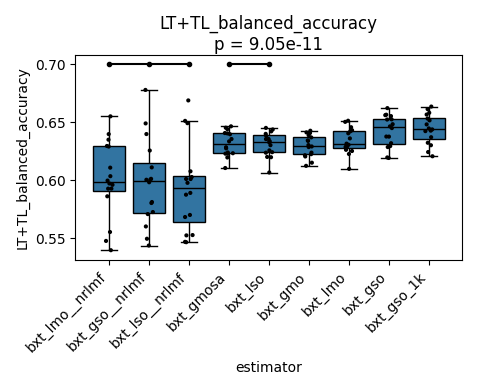 LT+TL_balanced_accuracy
p = 9.05e-11
LT+TL_balanced_accuracy
0.70
0.65
0.60
0.55
bxt_lmo__nrlmf
bxt_gso__nrlmf
bxt_lso__nrlmf
bxt_gmosa
bxt_lso
bxt_gmo
bxt_lmo
bxt_gso
bxt_gso_1k
estimator